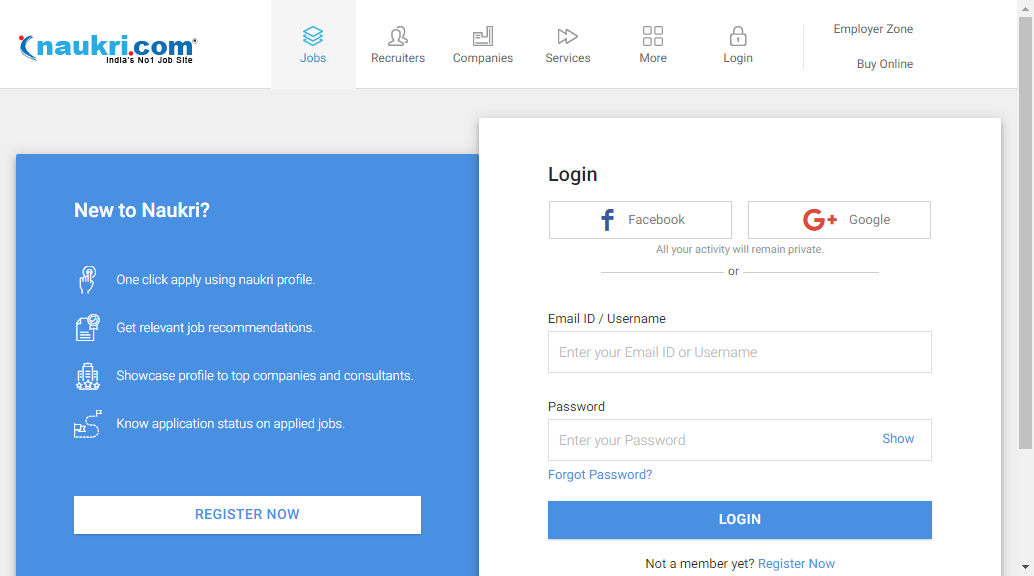 naukri.com
India's No1 Job Site
Jobs
Recruiters
Companies
Services
More
Login
Employer Zone
Buy Online
New to Naukri?
One click apply using naukri profile.
Get relevant job recommendations.
Showcase profile to top companies and consultants.
Know application status on applied jobs.
REGISTER NOW
Login
f Facebook
G+ Google
All your activity will remain private.
or
Email ID / Username
Enter your Email ID or Username
Password
Enter your Password Show
Forgot Password?
LOGIN
Not a member yet? Register Now